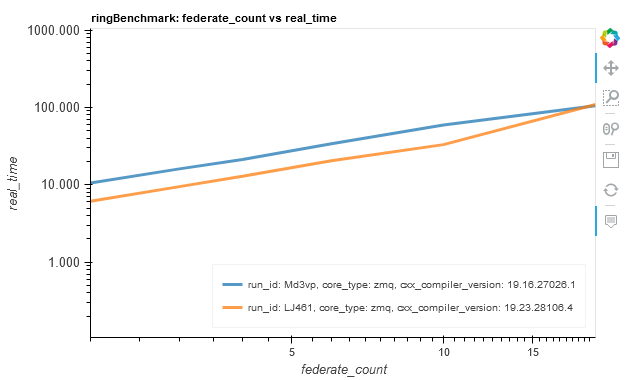 ringBenchmark: federate_count vs real_time
1000.000
100.000
10.000
1.000
real_time
run_id: Md3vp, core_type: zmq, cxx_compiler_version: 19.16.27026.1
run_id: LJ461, core_type: zmq, cxx_compiler_version: 19.23.28106.4
5
10
15
federate_count